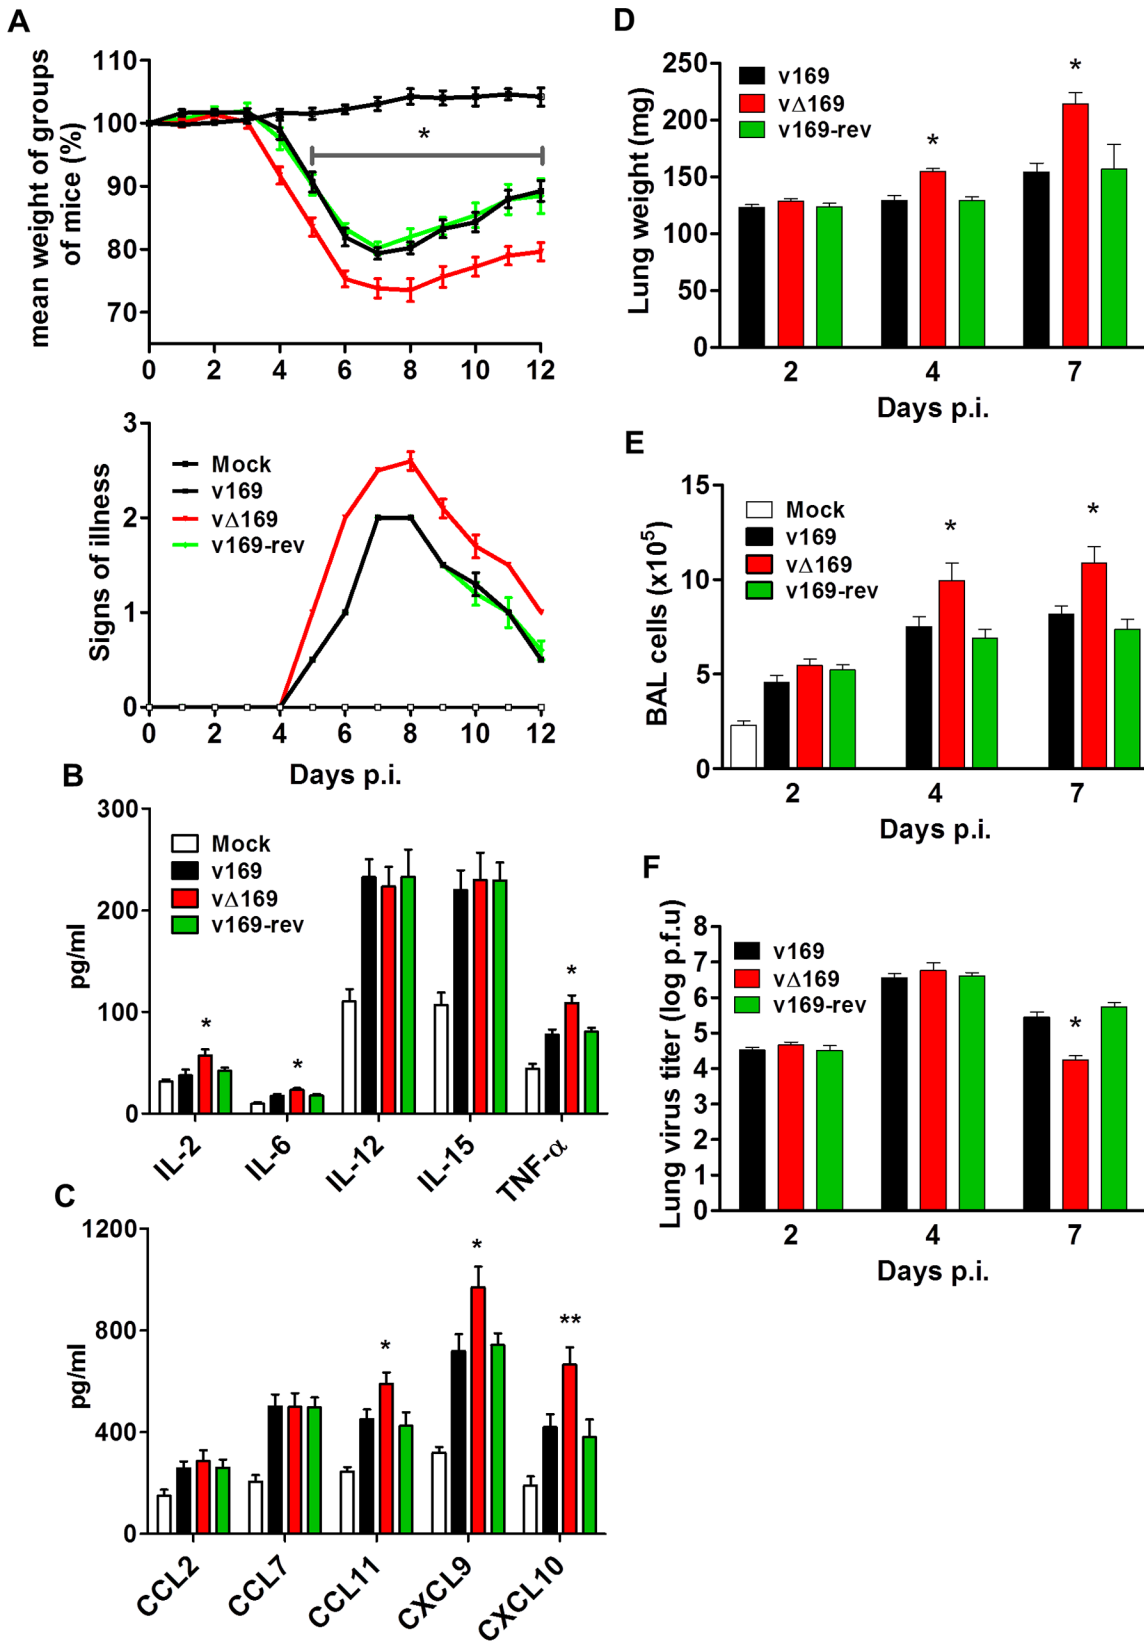 A
mean weight of groups
of mice (%)
110
100
90
80
70
*
0 2 4 6 8 10 12
Signs of illness
3
2
1
0
Mock
v169
vΔ169
v169-rev
0 2 4 6 8 10 12
Days p.i.
B
pg/ml
300
200
100
0
Mock
v169
vΔ169
v169-rev
* * *
IL-2 IL-6 IL-12 IL-15 TNF-α
C
pg/ml
1200
800
400
0
* * **
CCL2 CCL7 CCL11 CXCL9 CXCL10
D
Lung weight (mg)
250
200
150
100
50
0
v169
vΔ169
v169-rev
* *
2 4 7
Days p.i.
E
BAL cells (x10⁵)
15
10
5
0
Mock
v169
vΔ169
v169-rev
* *
2 4 7
Days p.i.
F
Lung virus titer (log p.f.u)
8
7
6
5
4
3
2
1
0
v169
vΔ169
v169-rev
*
2 4 7
Days p.i.